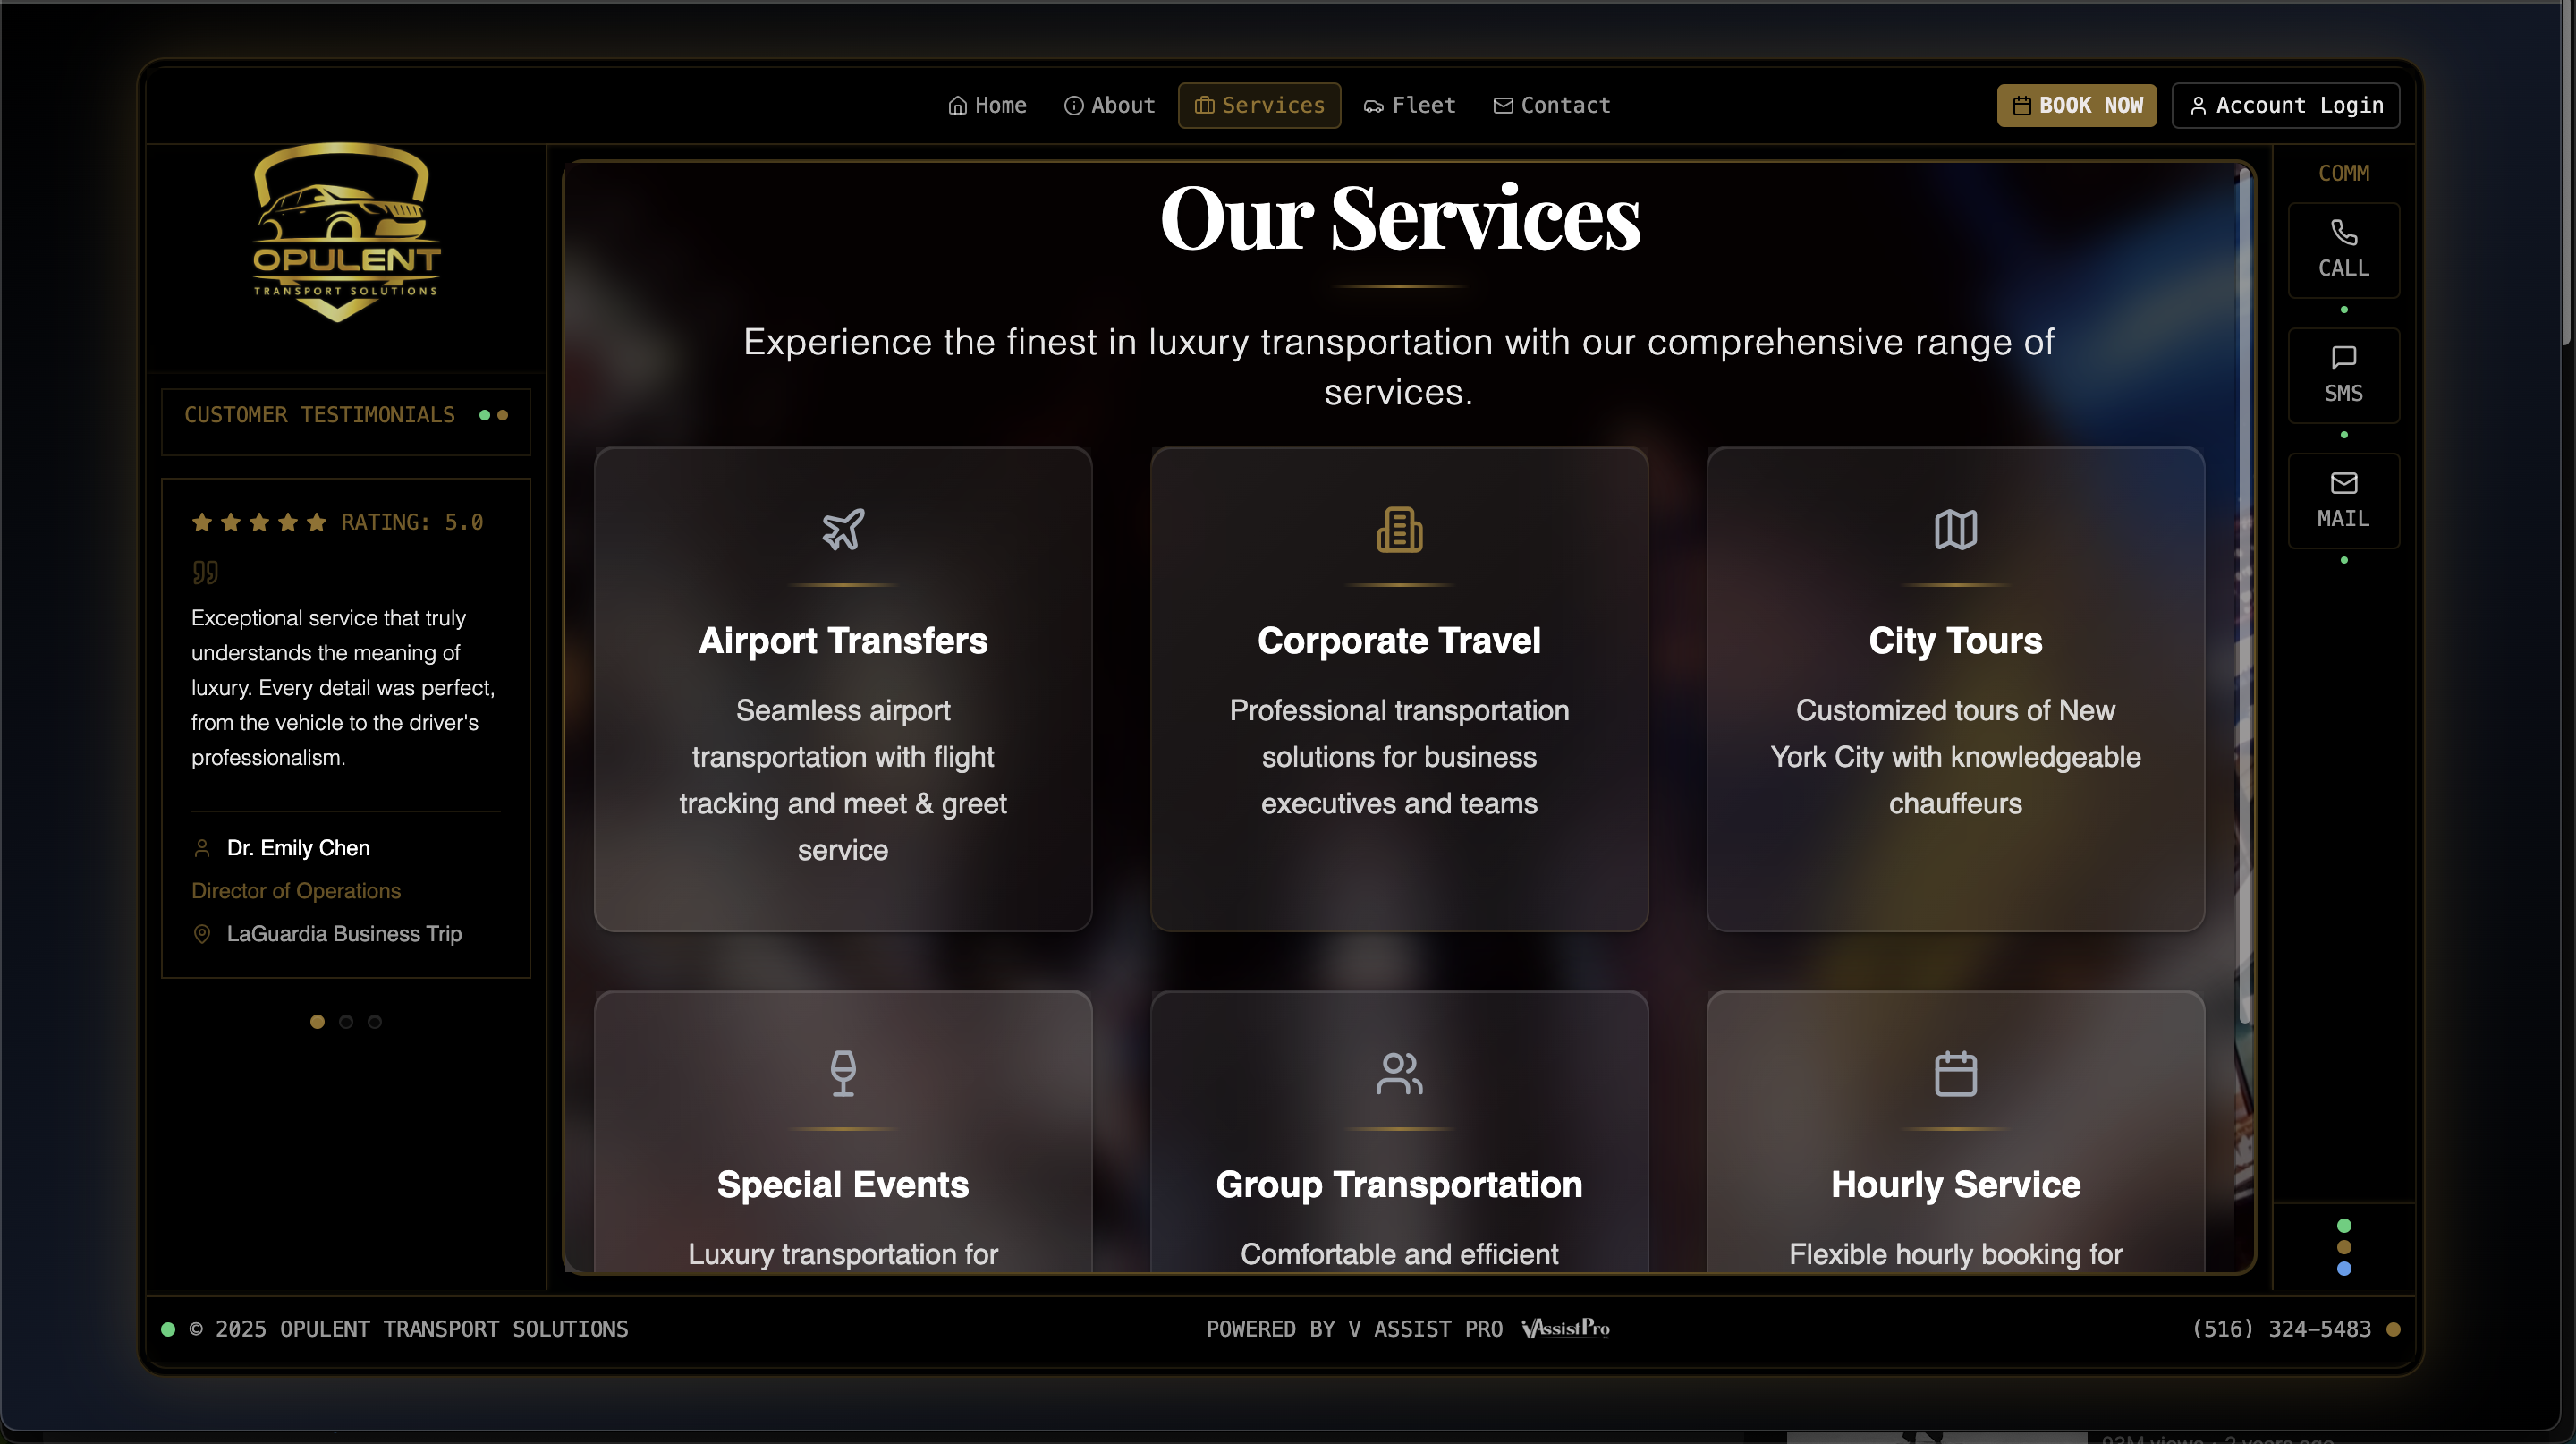 Home
About
Services
Fleet
Contact
BOOK NOW
Account Login
OPULENT
TRANSPORT SOLUTIONS
CUSTOMER TESTIMONIALS
RATING: 5.0
Exceptional service that truly
understands the meaning of
luxury. Every detail was perfect,
from the vehicle to the driver's
professionalism.
Dr. Emily Chen
Director of Operations
LaGuardia Business Trip
Our Services
Experience the finest in luxury transportation with our comprehensive range of
services.
Airport Transfers
Seamless airport
transportation with flight
tracking and meet & greet
service
Corporate Travel
Professional transportation
solutions for business
executives and teams
City Tours
Customized tours of New
York City with knowledgeable
chauffeurs
Special Events
Luxury transportation for
Group Transportation
Comfortable and efficient
Hourly Service
Flexible hourly booking for
COMM
CALL
SMS
MAIL
© 2025 OPULENT TRANSPORT SOLUTIONS
POWERED BY V ASSIST PRO
VAssistPro
(516) 324-5483